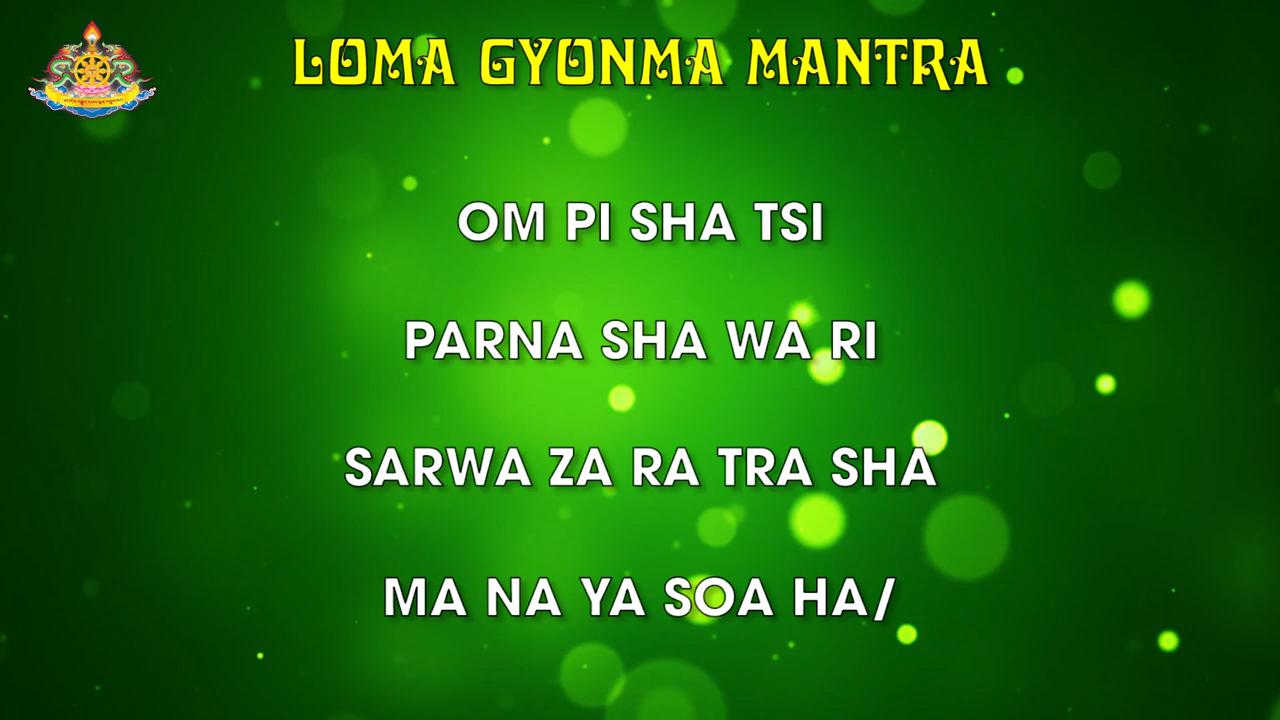 LOMA GYONMA MANTRA
OM PI SHA TSI
PARNA SHA WA RI
SARWA ZA RA TRA SHA
MA NA YA SOA HA/